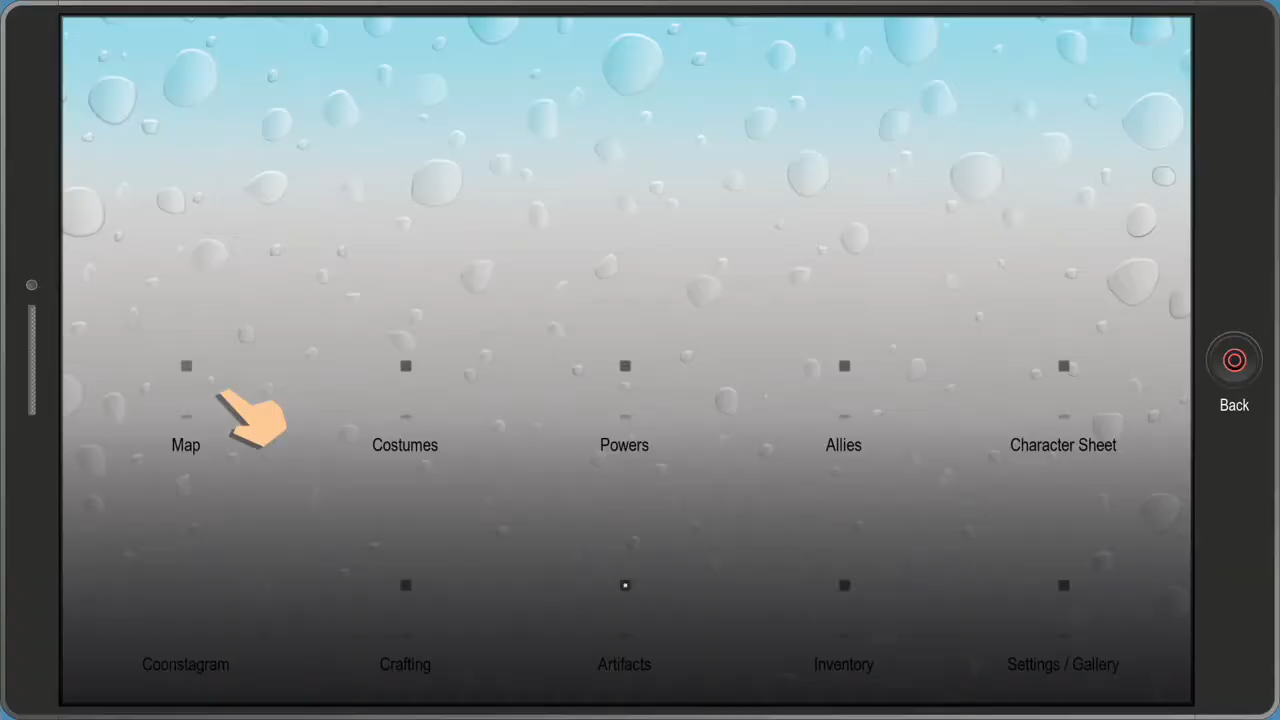 Back
Map
Costumes
Powers
Allies
Character Sheet
Coonstagram
Crafting
Artifacts
Inventory
Settings / Gallery